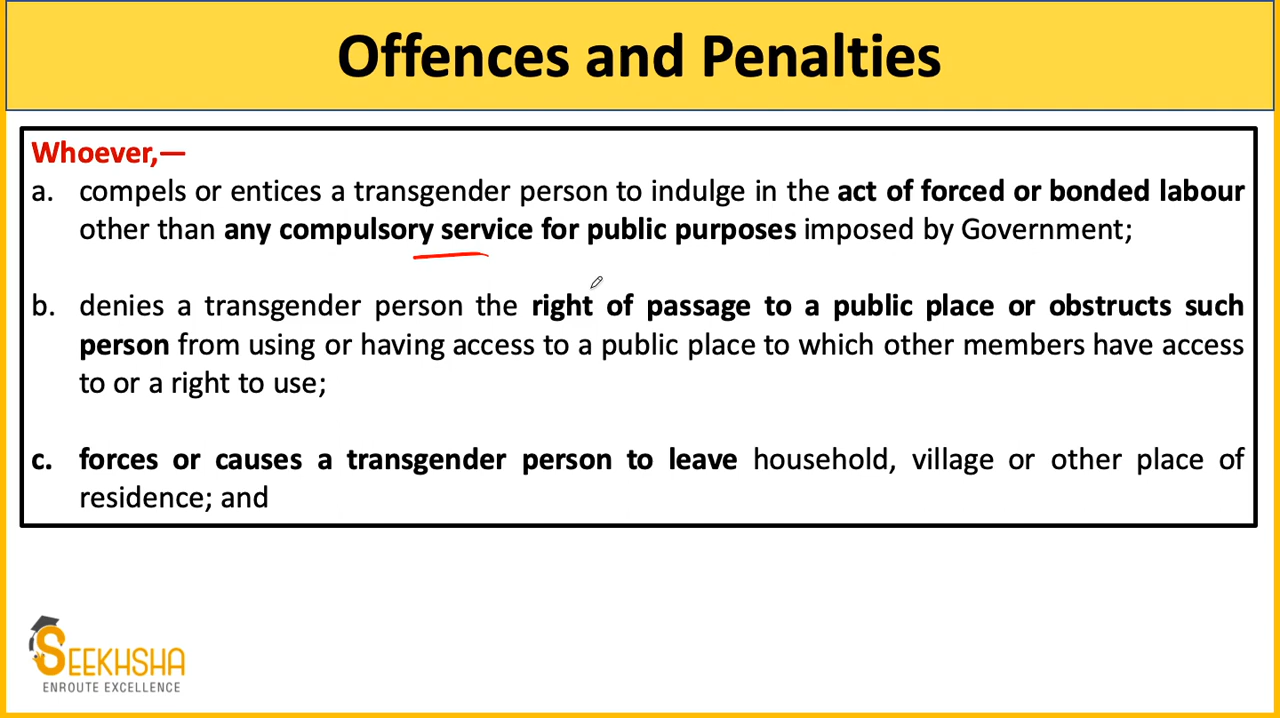 Offences and Penalties
Whoever,—
a. compels or entices a transgender person to indulge in the act of forced or bonded labour
other than any compulsory service for public purposes imposed by Government;
b. denies a transgender person the right of passage to a public place or obstructs such
person from using or having access to a public place to which other members have access
to or a right to use;
c. forces or causes a transgender person to leave household, village or other place of
residence; and
SEEKHSHA
ENROUTE EXCELLENCE